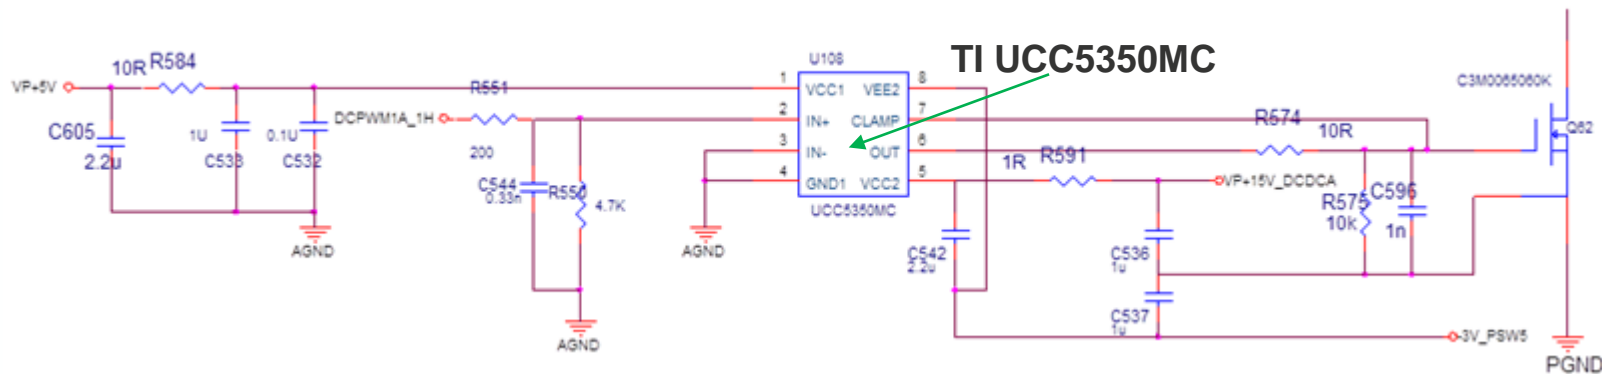 TI UCC5350MC
U108
C3M0065060K
10R R584
VP+5V
R551
1
VCC1
VEE2
8
C605
2.2u
1U
C533
0.1U
C532
DCPWM1A_1H
2
IN+
CLAMP
7
R574
10R
Q62
200
3
IN-
OUT
6
1R
R591
C544
0.33n
R550
4.7K
4
GND1
VCC2
5
VP+15V_DCDCA
C596
R575
10k
1n
UCC5350MC
AGND
AGND
C542
2.2u
C536
1u
C537
1u
AGND
-3V_PSW5
PGND